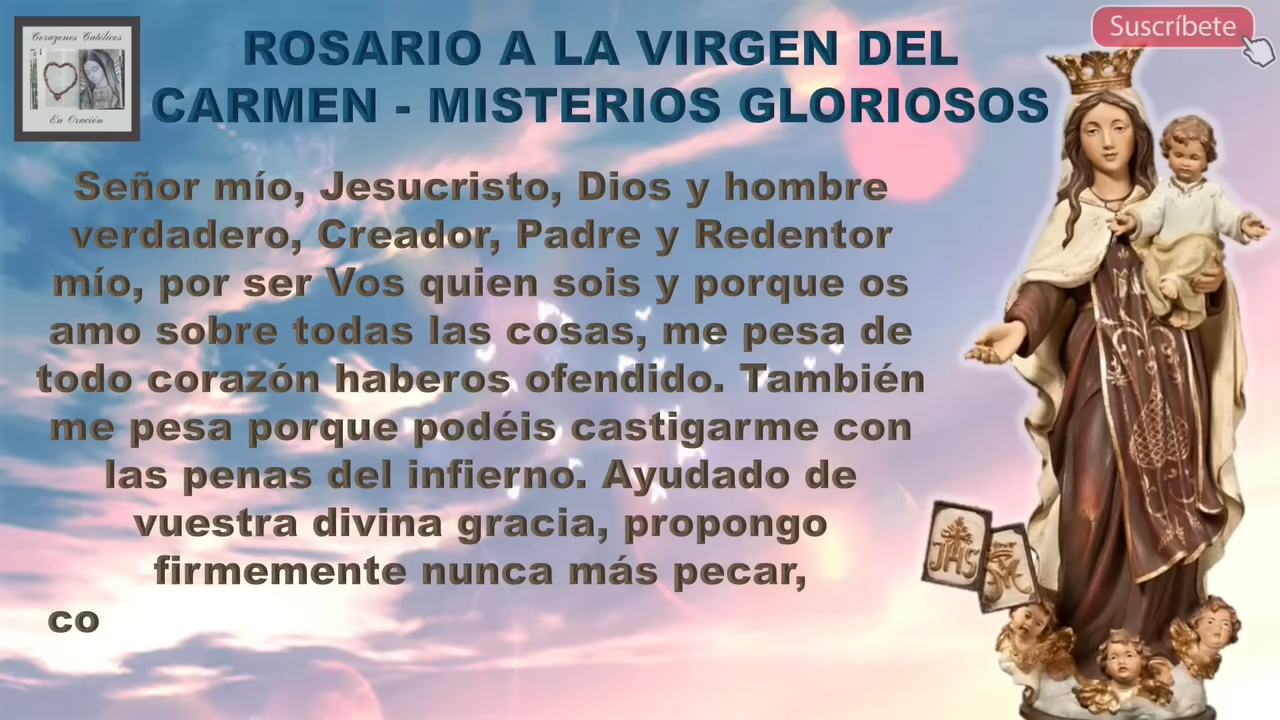 Corazones Católicos
En Oración
ROSARIO A LA VIRGEN DEL
CARMEN - MISTERIOS GLORIOSOS
Suscríbete
Señor mío, Jesucristo, Dios y hombre
verdadero, Creador, Padre y Redentor
mío, por ser Vos quien sois y porque os
amo sobre todas las cosas, me pesa de
todo corazón haberos ofendido. También
me pesa porque podéis castigarme con
las penas del infierno. Ayudado de
vuestra divina gracia, propongo
firmemente nunca más pecar,
co
JHS